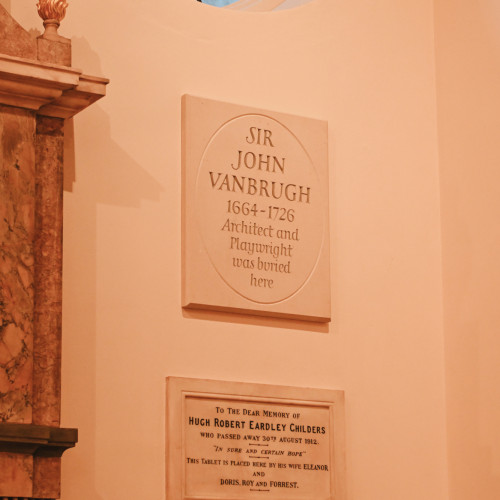 SIR
JOHN
VANBRUGH
1664-1726
Architect and
Playwright
was buried
here
TO THE DEAR MEMORY OF
HUGH ROBERT EARDLEY CHILDERS
WHO PASSED AWAY 30TH AUGUST 1912.
"IN SURE AND CERTAIN HOPE"
THIS TABLET IS PLACED HERE BY HIS WIFE ELEANOR
AND
DORIS, ROY AND FORREST.